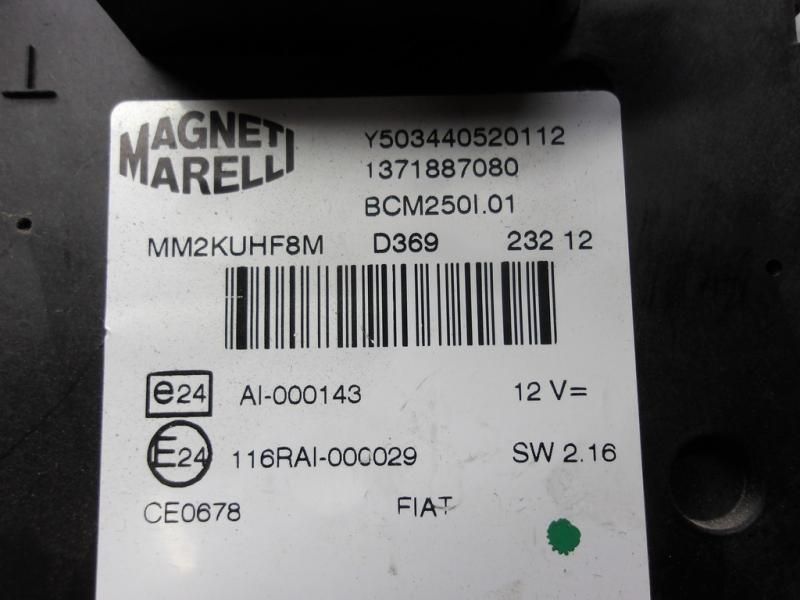 MAGNETI
MARELLI
Y503440520112
1371887080
BCM250I.01
MM2KUHF8M D369 232 12
e24 AI-000143 12 V=
E24 116RAI-000029 SW 2.16
CE0678 FIAT